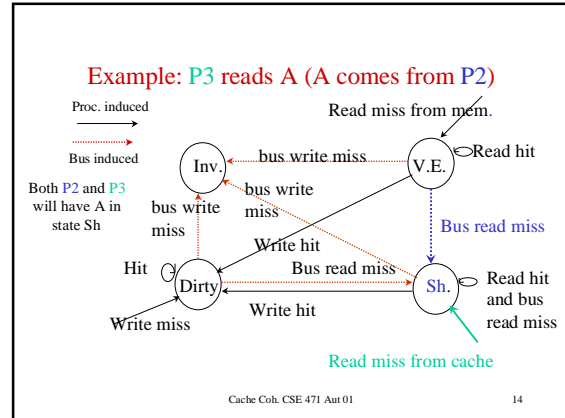 Example: P3 reads A (A comes from P2)
Proc. induced
Bus induced
Both P2 and P3
will have A in
state Sh
Read miss from mem.
Inv.
bus write miss
V.E.
Read hit
bus write
miss
bus write
miss
Write hit
Bus read miss
Hit
Dirty
Bus read miss
Sh.
Read hit
and bus
read miss
Write miss
Write hit
Read miss from cache
Cache Coh. CSE 471 Aut 01
14